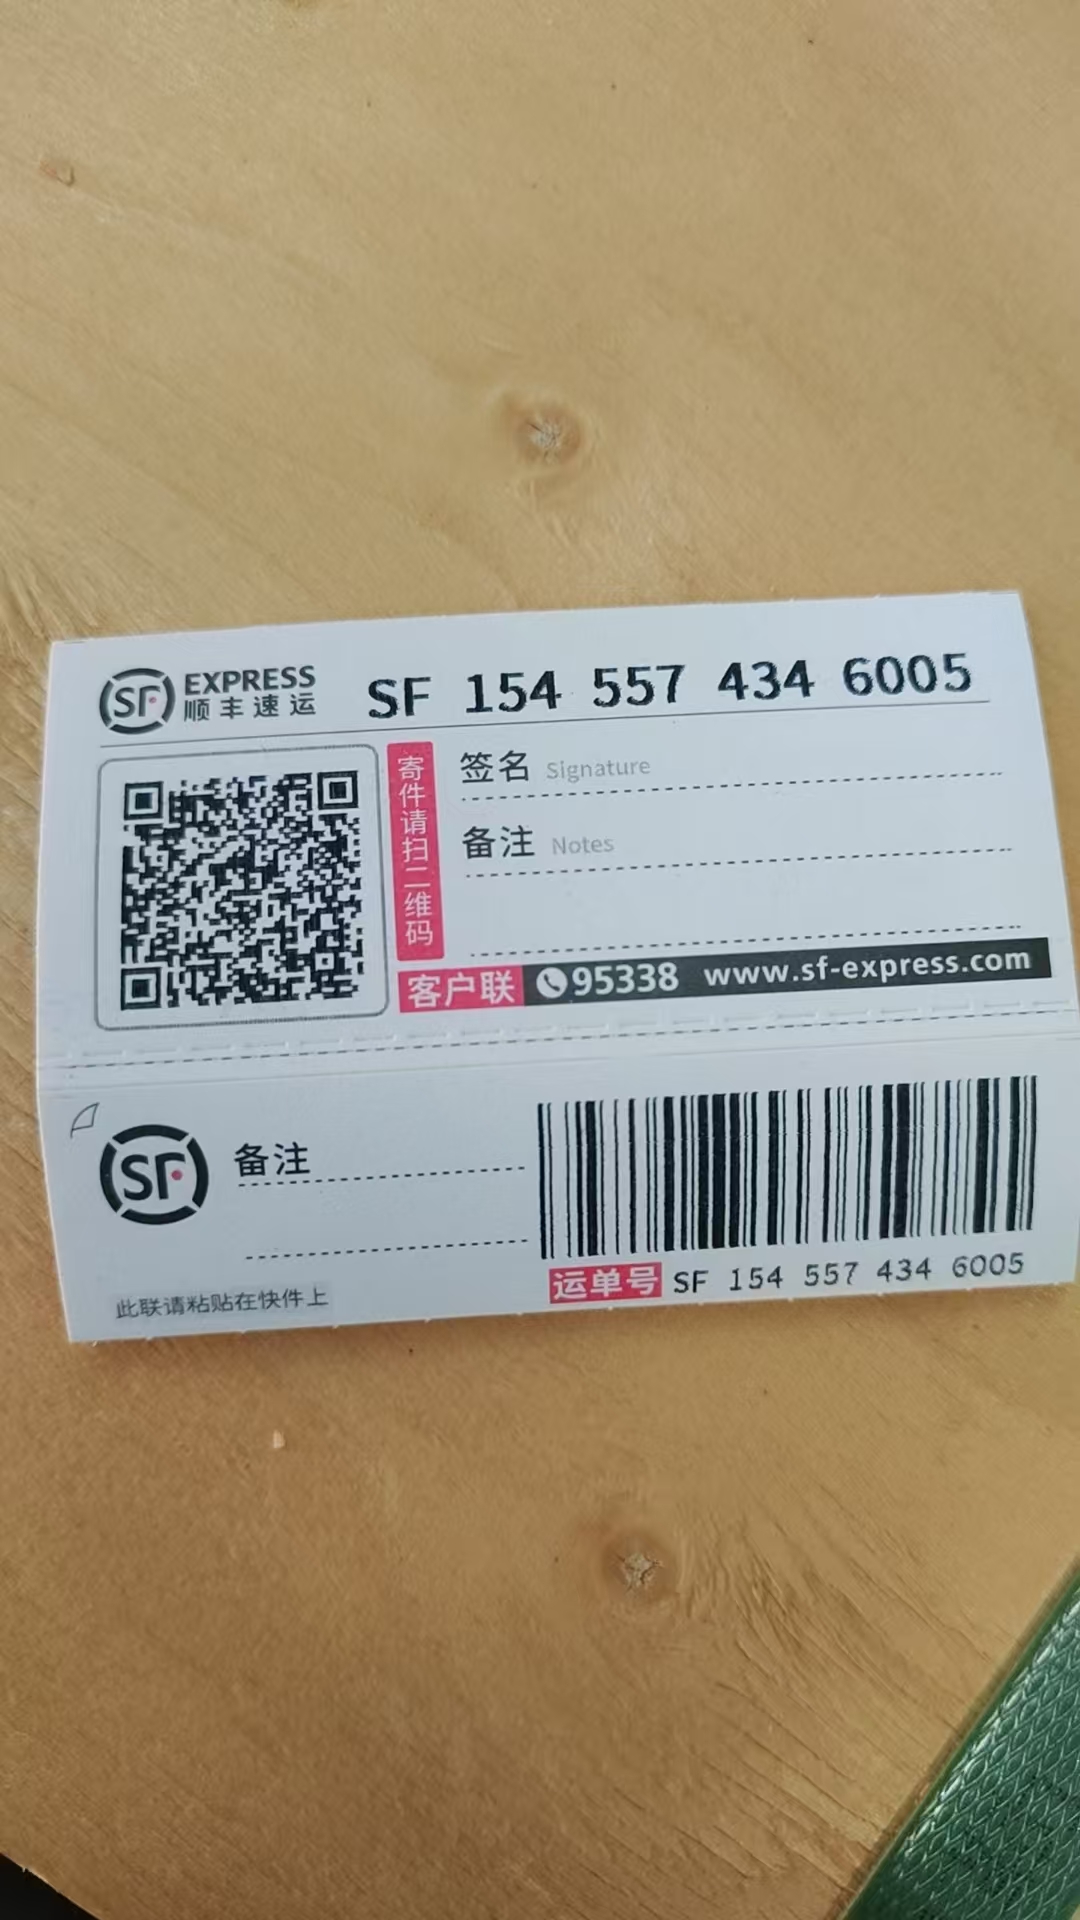 SF EXPRESS
顺丰速运
SF 154 557 434 6005
寄件请扫二维码
签名 Signature
备注 Notes
客户联 95338 www.sf-express.com
SF 备注
此联请粘贴在快件上
运单号 SF 154 557 434 6005